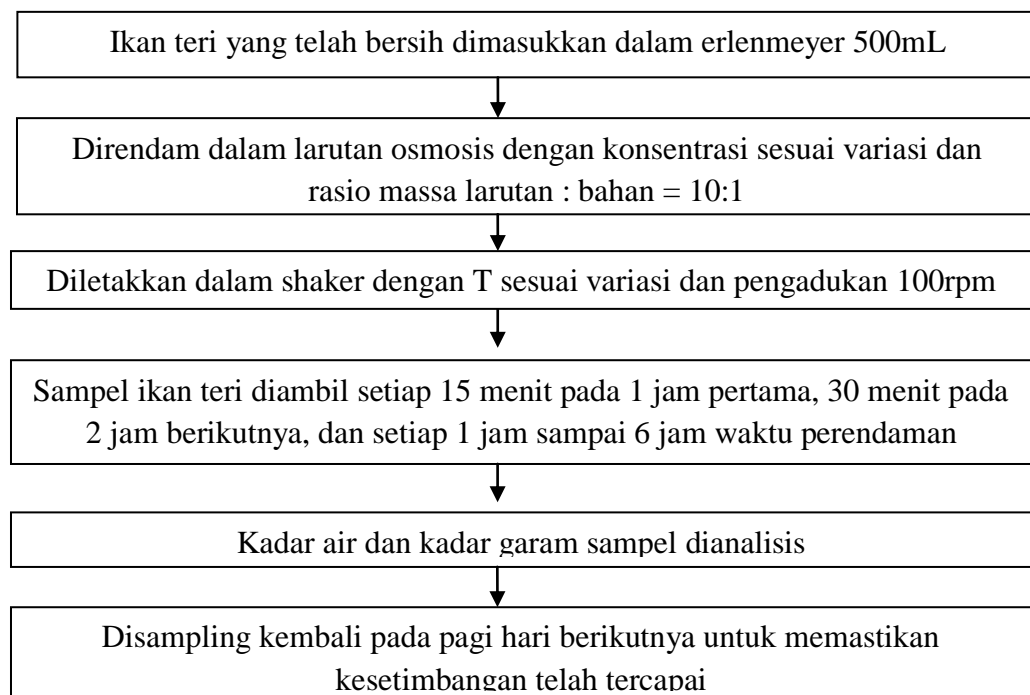 Ikan teri yang telah bersih dimasukkan dalam erlenmeyer 500mL
Direndam dalam larutan osmosis dengan konsentrasi sesuai variasi dan
rasio massa larutan : bahan = 10:1
Diletakkan dalam shaker dengan T sesuai variasi dan pengadukan 100rpm
Sampel ikan teri diambil setiap 15 menit pada 1 jam pertama, 30 menit pada
2 jam berikutnya, dan setiap 1 jam sampai 6 jam waktu perendaman
Kadar air dan kadar garam sampel dianalisis
Disampling kembali pada pagi hari berikutnya untuk memastikan
kesetimbangan telah tercapai